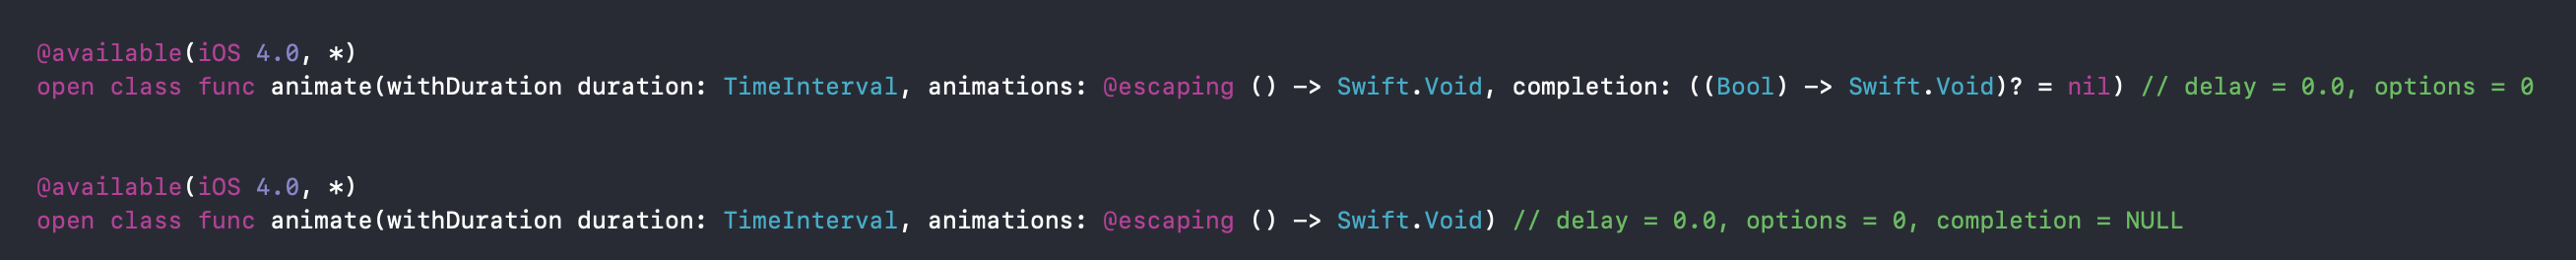 @available(iOS 4.0, *)
open class func animate(withDuration duration: TimeInterval, animations: @escaping () -> Swift.Void, completion: ((Bool) -> Swift.Void)? = nil) // delay = 0.0, options = 0
@available(iOS 4.0, *)
open class func animate(withDuration duration: TimeInterval, animations: @escaping () -> Swift.Void) // delay = 0.0, options = 0, completion = NULL